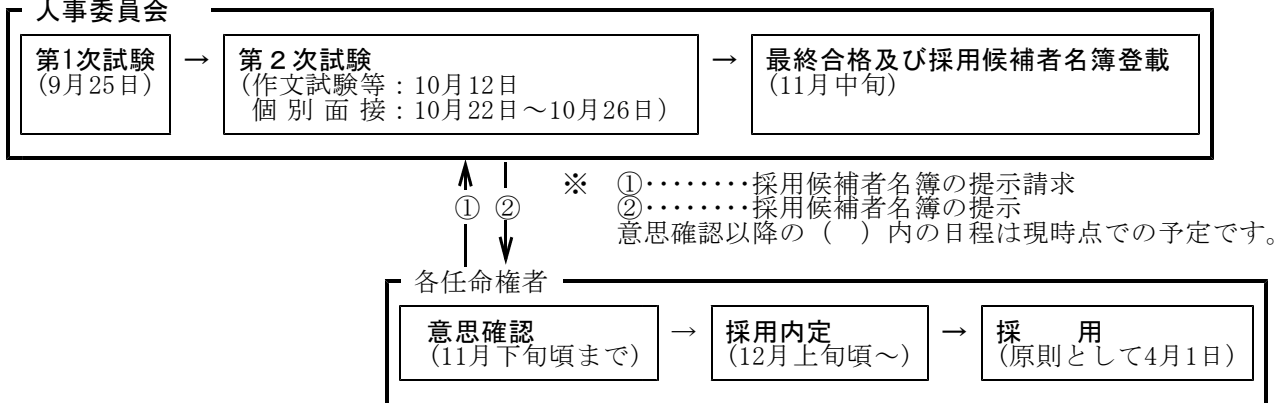 人事委員会
第1次試験 → 第2次試験 → 最終合格及び採用候補者名簿登載
(9月25日) (作文試験等：10月12日 (11月中旬)
個別面接：10月22日～10月26日)
※ ①‥‥‥‥採用候補者名簿の提示請求
① ② ②‥‥‥‥採用候補者名簿の提示
意思確認以降の（ ）内の日程は現時点での予定です。
各任命権者
意思確認 → 採用内定 → 採 用
(11月下旬頃まで) (12月上旬頃～) (原則として4月1日)